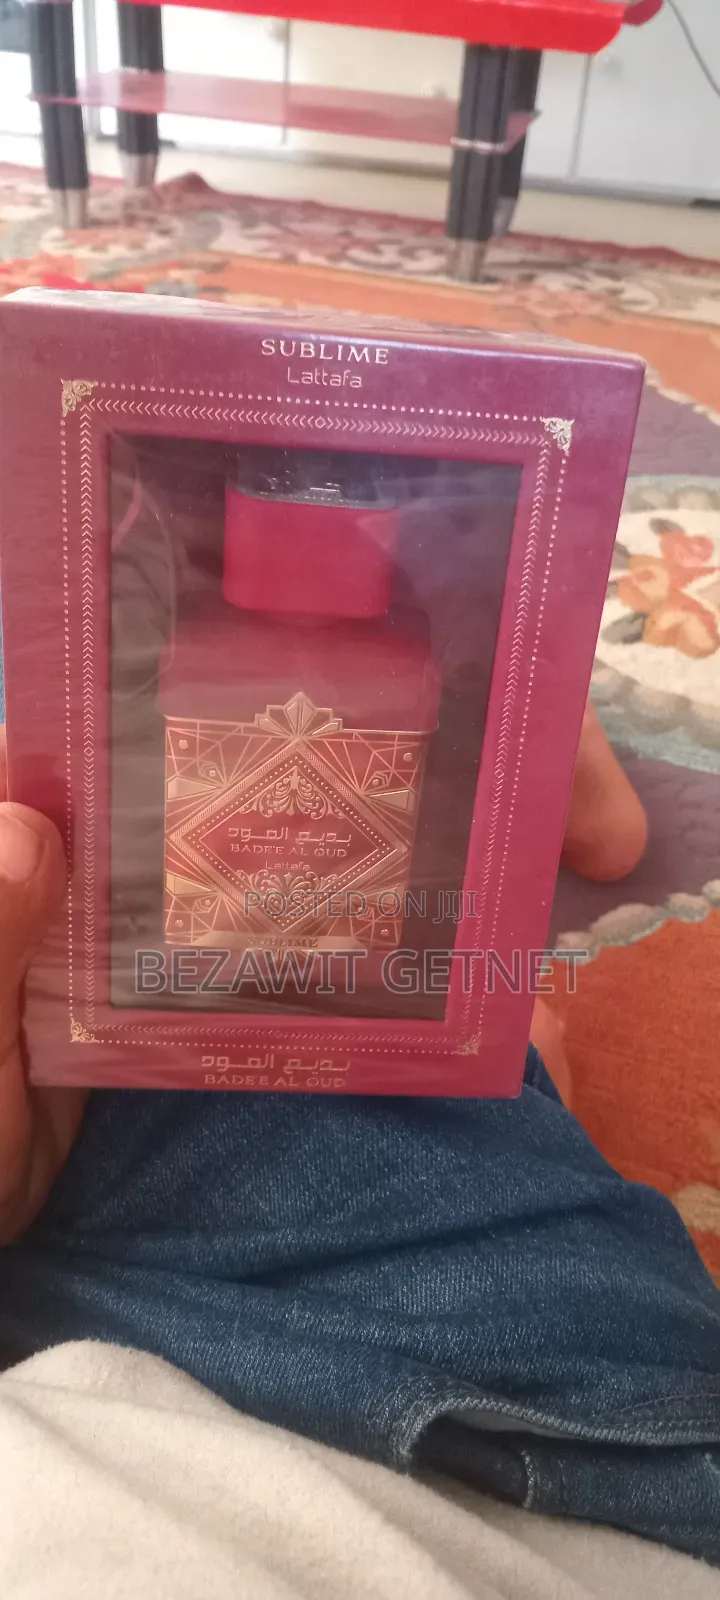 SUBLIME
Lattafa
بديع العود
BADEE AL OUD
Lattafa
SUBLIME
POSTED ON JIJI
BEZAWIT GETNET
بديع العود
BADEE AL OUD